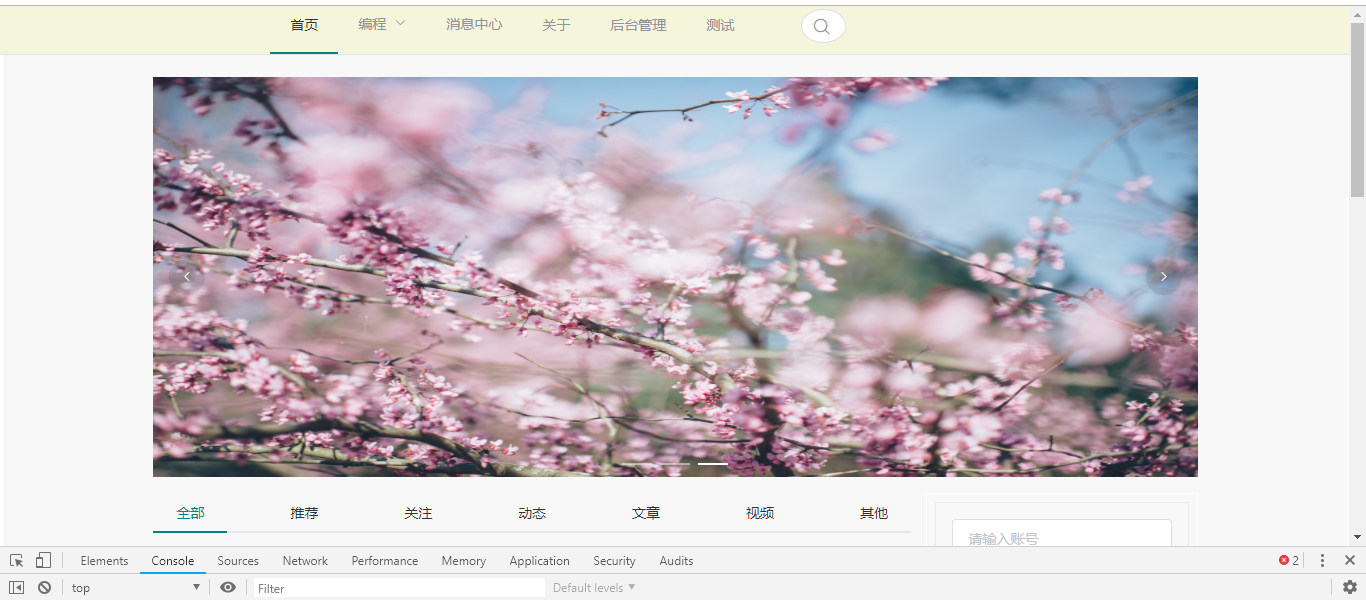 首页 编程 消息中心 关于 后台管理 测试
全部 推荐 关注 动态 文章 视频 其他
请输入账号
Elements Console Sources Network Performance Memory Application Security Audits 2
top Filter Default levels